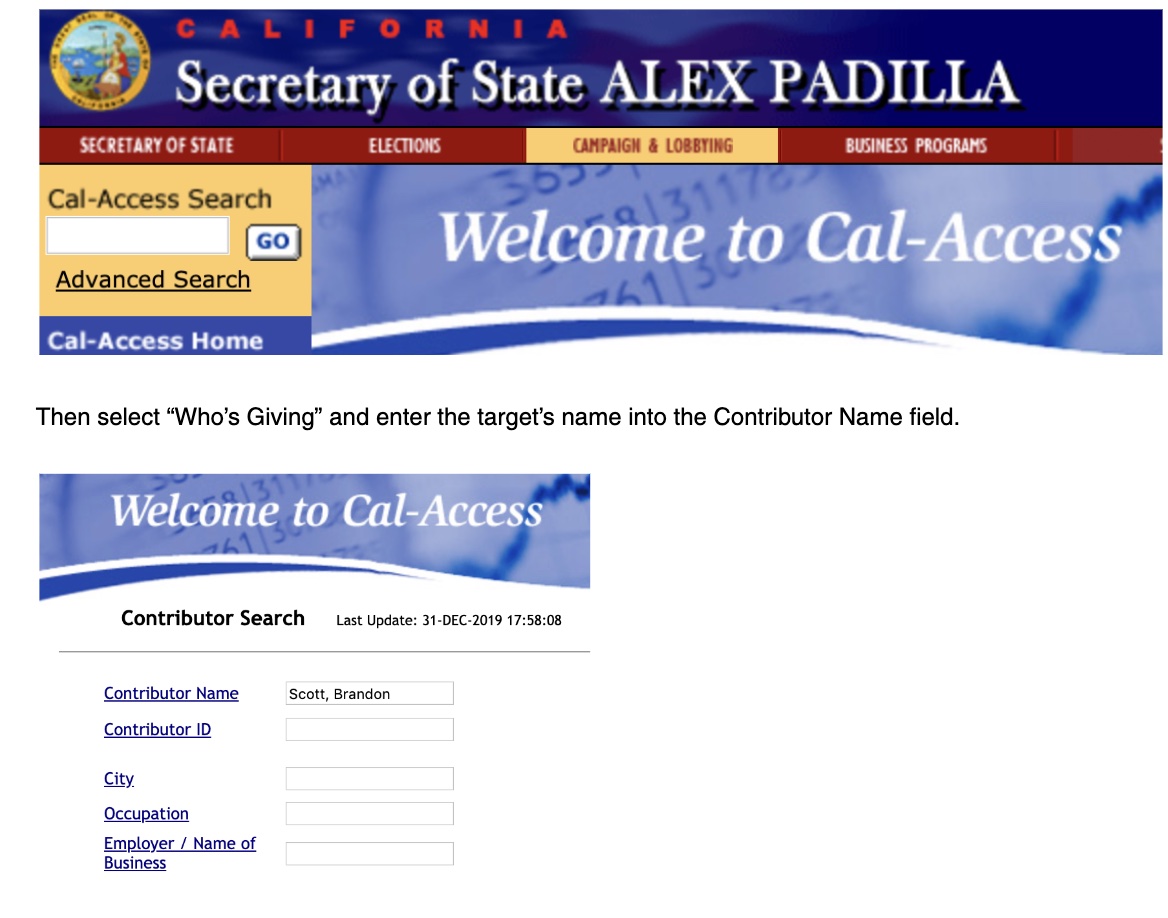 CALIFORNIA
Secretary of State ALEX PADILLA
SECRETARY OF STATE ELECTIONS CAMPAIGN & LOBBYING BUSINESS PROGRAMS
Cal-Access Search
GO
Advanced Search
Cal-Access Home
Welcome to Cal-Access
Then select “Who’s Giving” and enter the target’s name into the Contributor Name field.
Welcome to Cal-Access
Contributor Search Last Update: 31-DEC-2019 17:58:08
Contributor Name Scott, Brandon
Contributor ID
City
Occupation
Employer / Name of
Business